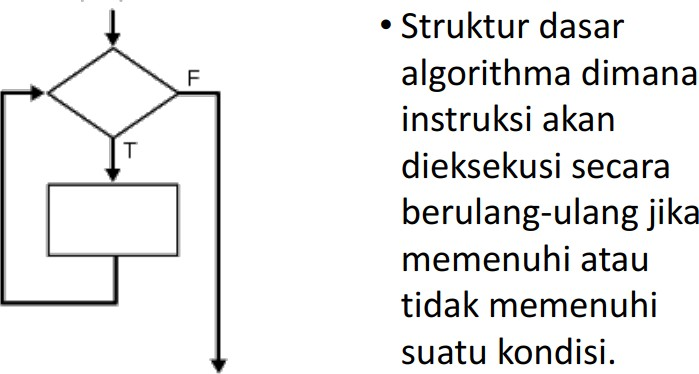 F
T
• Struktur dasar
algorithma dimana
instruksi akan
dieksekusi secara
berulang-ulang jika
memenuhi atau
tidak memenuhi
suatu kondisi.